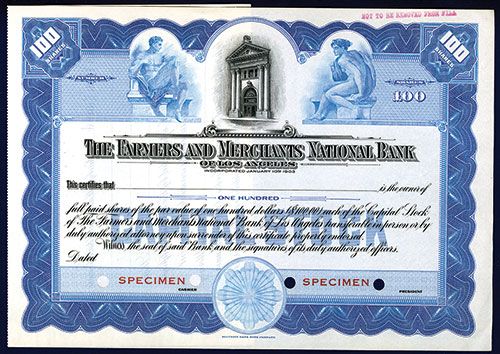 NOT TO BE REMOVED FROM FILE
100 SHARES
100 SHARES
NUMBER
SHARES
100
THE FARMERS AND MERCHANTS NATIONAL BANK
OF LOS ANGELES
INCORPORATED JANUARY 10TH 1903
This certifies that is the owner of
ONE HUNDRED
full paid shares of the par value of one hundred dollars ($100.00) each of the Capital Stock
of The Farmers and Merchants National Bank of Los Angeles transferable in person or by
duly authorized attorney upon surrender of this certificate properly endorsed.
Witness the seal of said Bank and the signatures of its duly authorized officers.
Dated
SPECIMEN SPECIMEN
CASHIER PRESIDENT